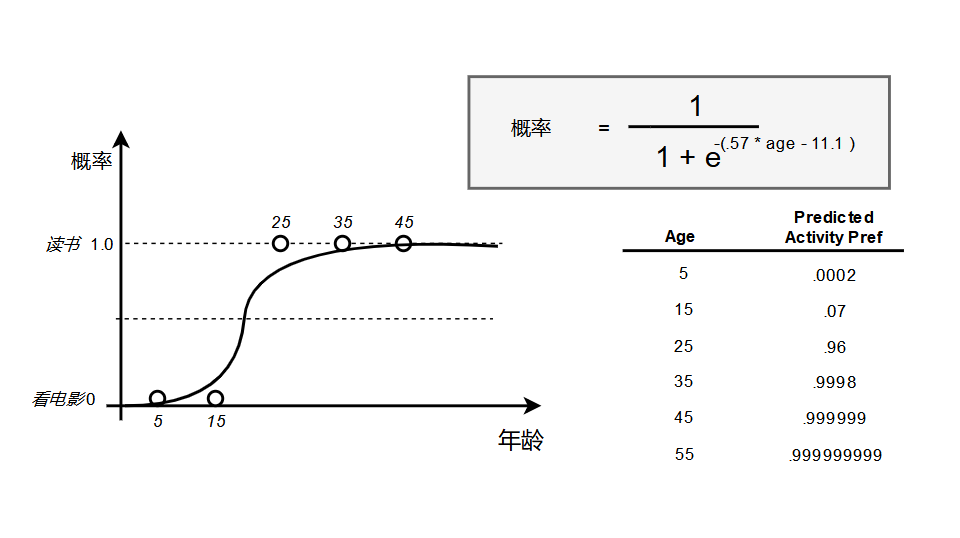 概率 = 1
1 + e-(.57 * age - 11.1 )
概率
读书 1.0
25 35 45
看电影 0
5 15
年龄
Age Predicted Activity Pref
5 .0002
15 .07
25 .96
35 .9998
45 .999999
55 .999999999